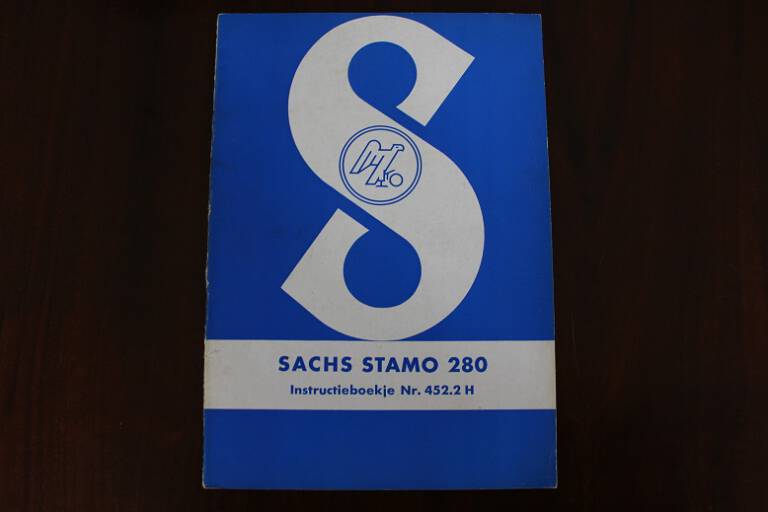 S
SACHS STAMO 280
Instructieboekje Nr. 452.2 H